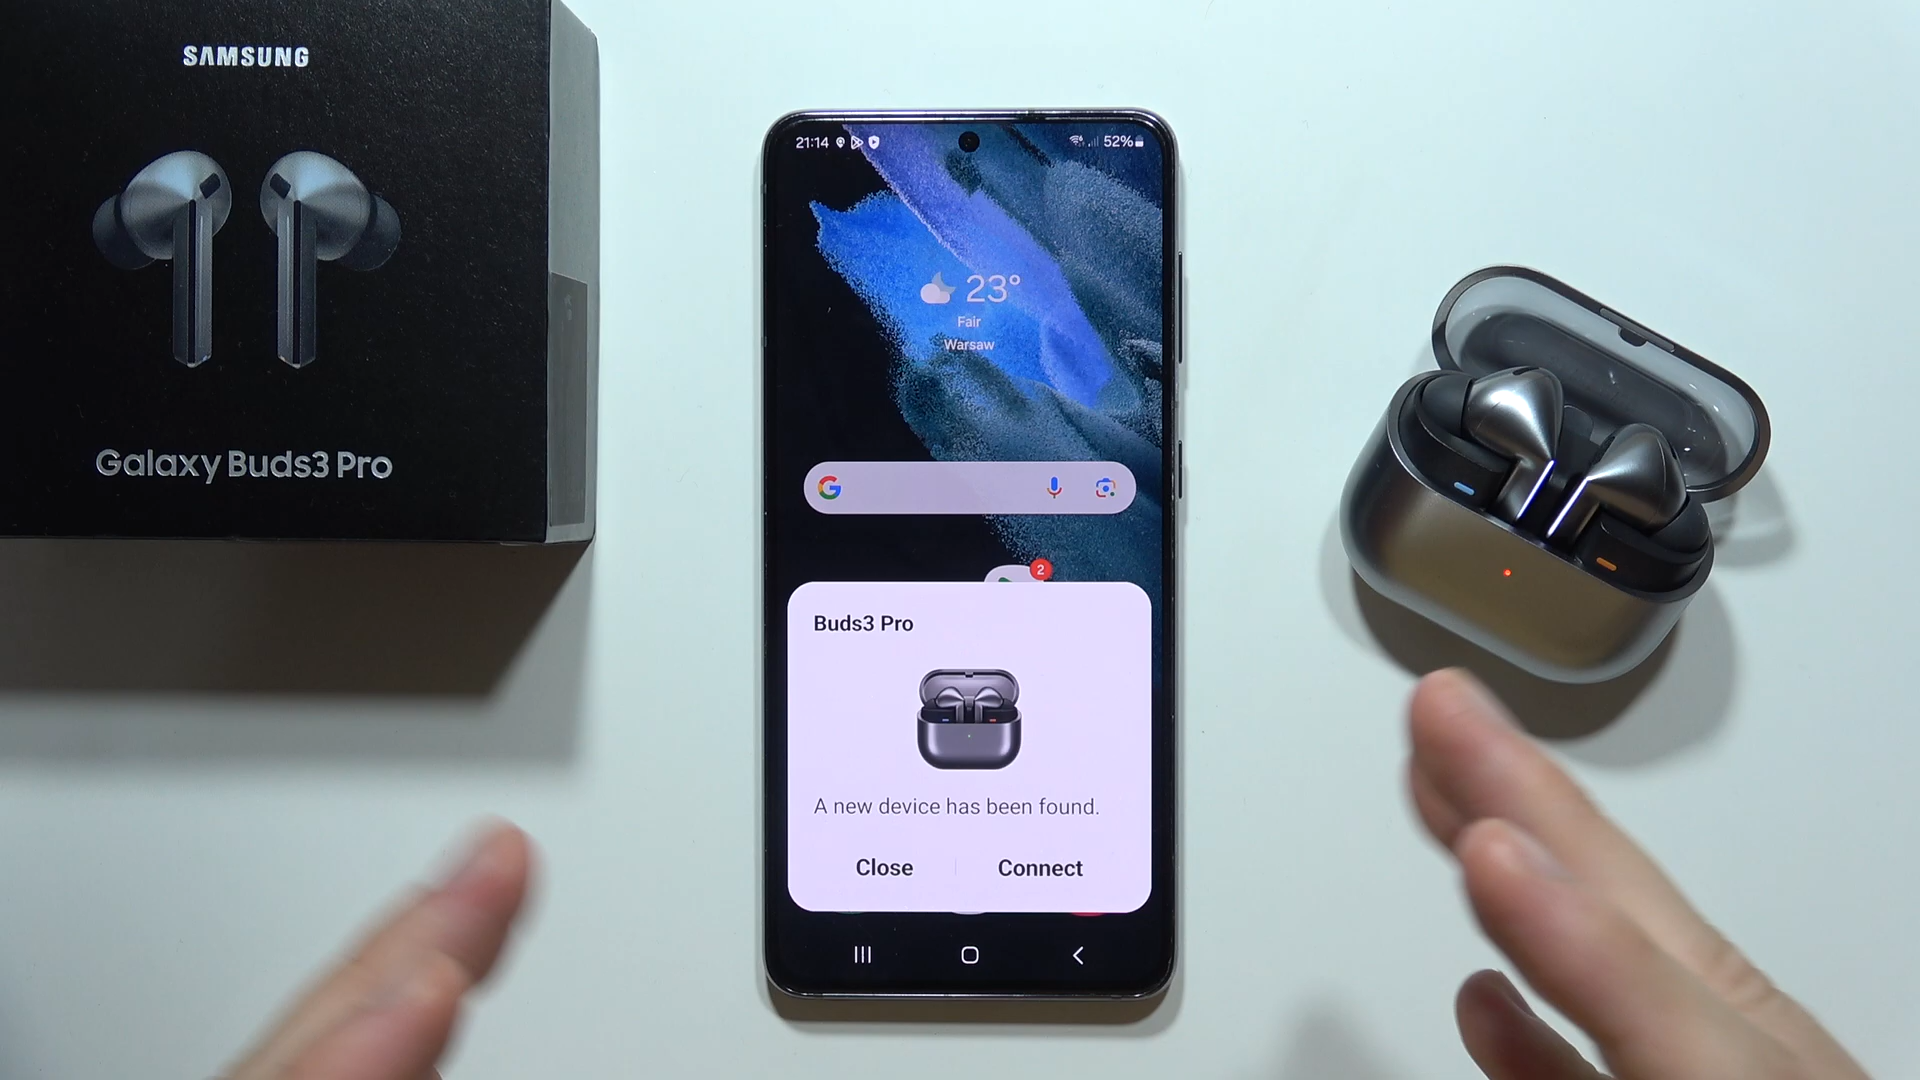 SAMSUNG
Galaxy Buds3 Pro
21:14
52%
23°
Fair
Warsaw
G
2
Buds3 Pro
A new device has been found.
Close
Connect